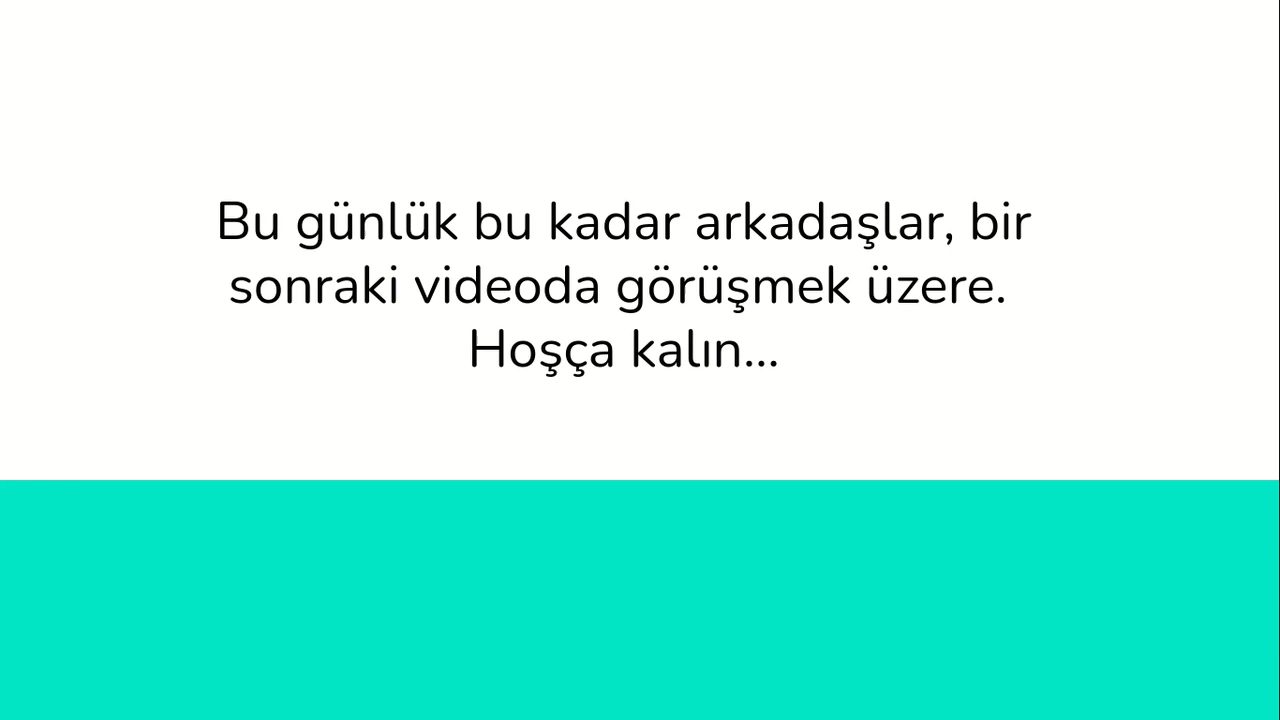 Bu günlük bu kadar arkadaşlar, bir
sonraki videoda görüşmek üzere.
Hoşça kalın...